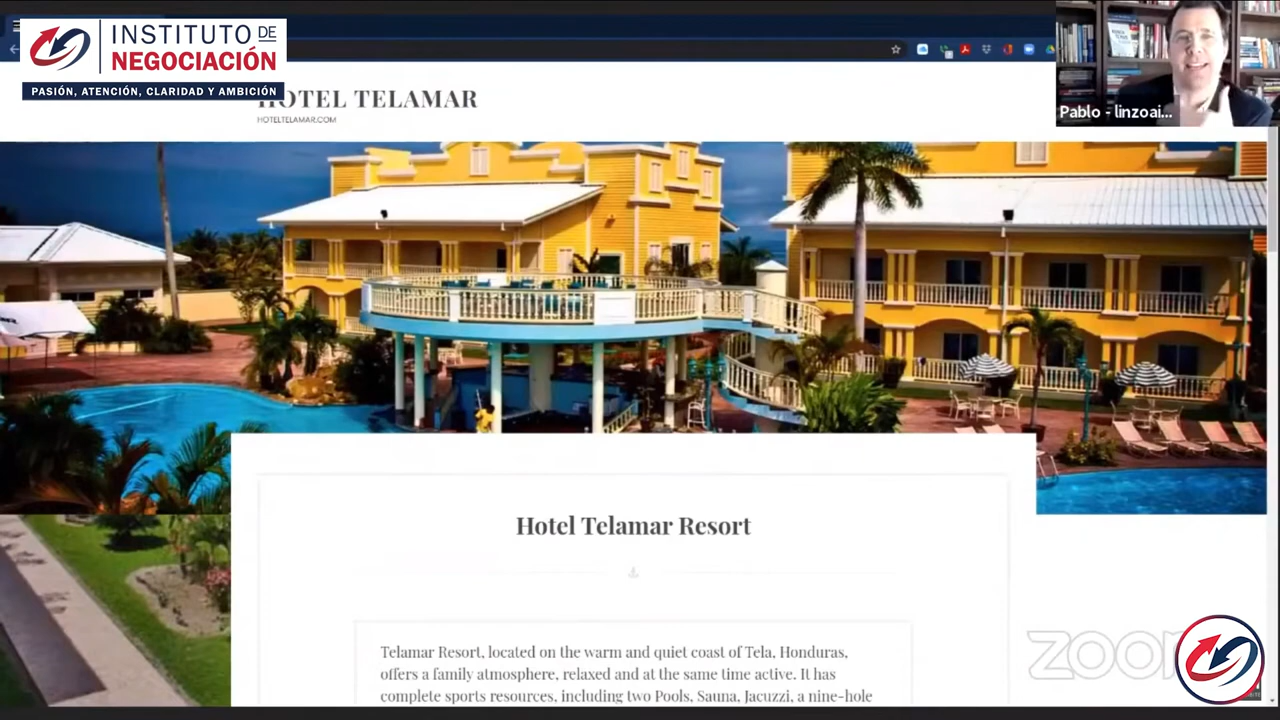 INSTITUTO DE
NEGOCIACIÓN
PASIÓN, ATENCIÓN, CLARIDAD Y AMBICIÓN
HOTEL TELAMAR
HOTELTELAMAR.COM
Pablo - linzoai...
Hotel Telamar Resort
Telamar Resort, located on the warm and quiet coast of Tela, Honduras,
offers a family atmosphere, relaxed and at the same time active. It has
complete sports resources, including two Pools, Sauna, Jacuzzi, a nine-hole
zoom